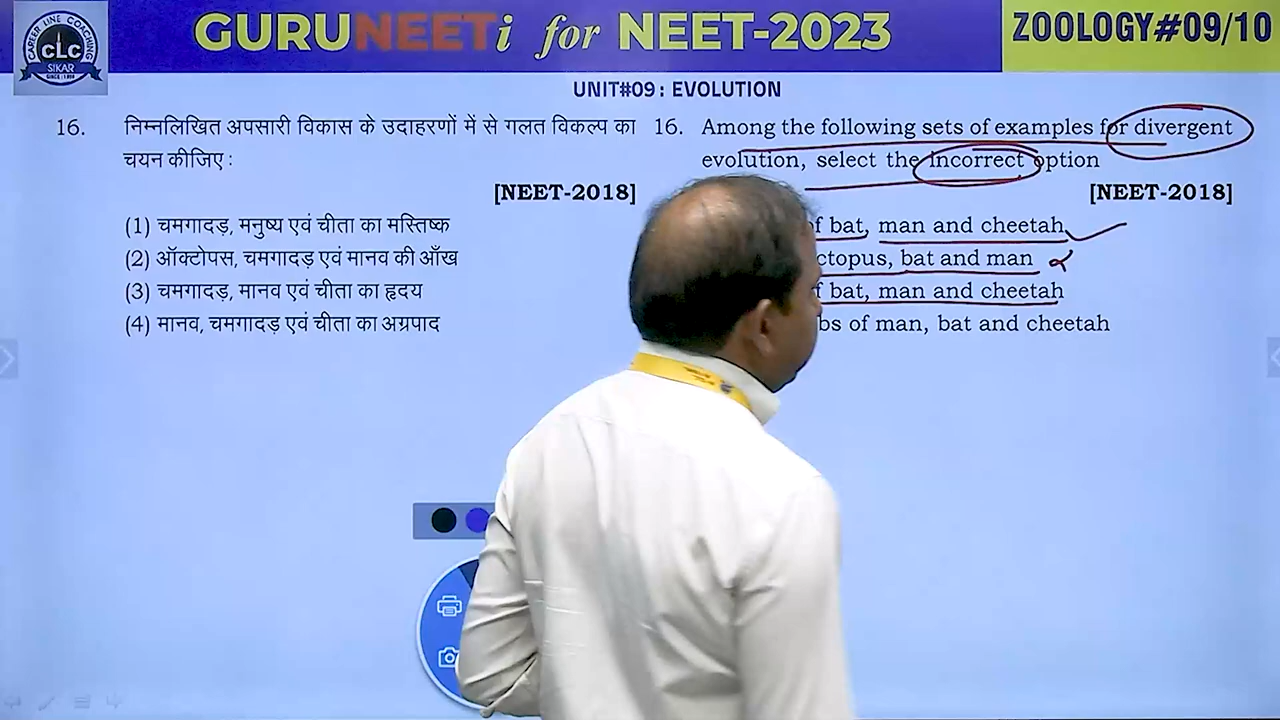 GURUNEETi for NEET-2023
ZOOLOGY#09/10
CAREER LINE COACHING
CLC
SIKAR
UNIT#09 : EVOLUTION
16. निम्नलिखित अपसारी विकास के उदाहरणों में से गलत विकल्प का
चयन कीजिए :
[NEET-2018]
(1) चमगादड़, मनुष्य एवं चीता का मस्तिष्क
(2) ऑक्टोपस, चमगादड़ एवं मानव की आँख
(3) चमगादड़, मानव एवं चीता का हृदय
(4) मानव, चमगादड़ एवं चीता का अग्रपाद
16. Among the following sets of examples for divergent
evolution, select the incorrect option
[NEET-2018]
bat, man and cheetah
bat and man
bat, man and cheetah
of man, bat and cheetah